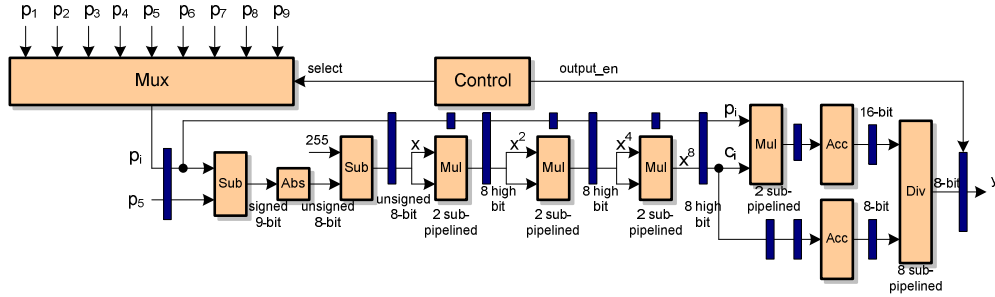 p1 p2 p3 p4 p5 p6 p7 p8 p9
Mux
select
Control
output_en
pi
p5
Sub
signed
9-bit
Abs
unsigned
8-bit
255
Sub
unsigned
8-bit
x
Mul
2 sub-
pipelined
8 high
bit
x2
Mul
2 sub-
pipelined
8 high
bit
x4
Mul
2 sub-
pipelined
x8
8 high
bit
pi
ci
Mul
2 sub-
pipelined
Acc
16-bit
Acc
8-bit
Div
8 sub-
pipelined
8-bit
y